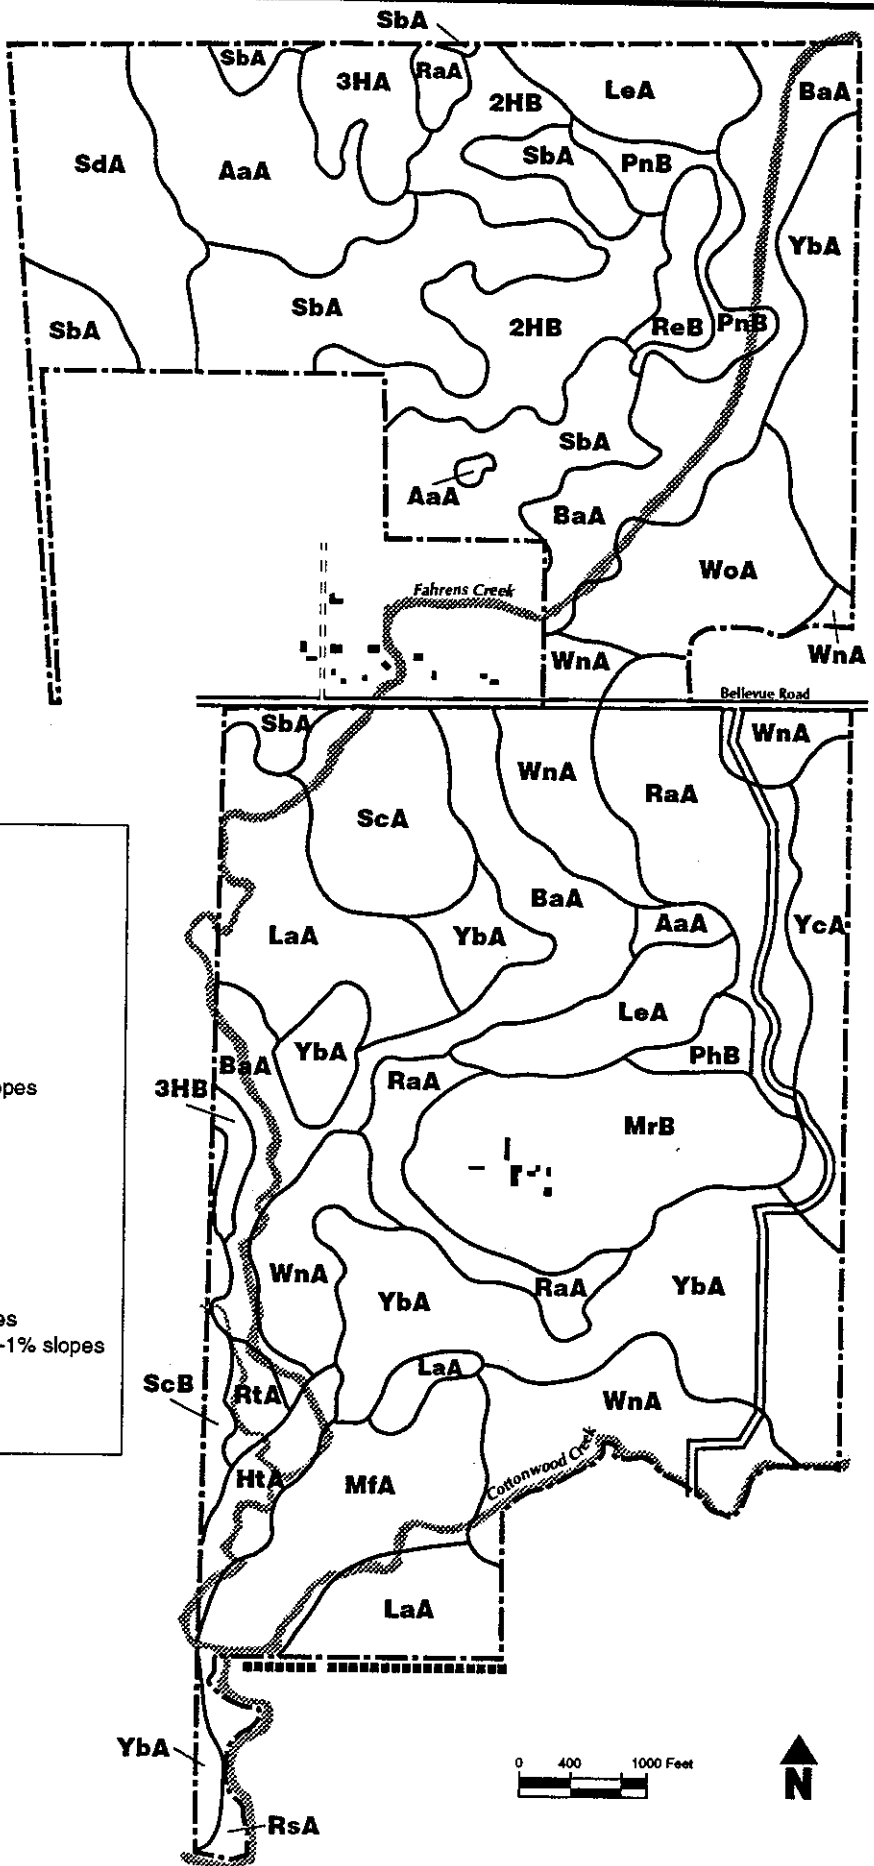 SbA
SbA
3HA
RaA
2HB
LeA
BaA
SdA
AaA
SbA
PnB
YbA
SbA
SbA
2HB
ReB
PnB
SbA
AaA
BaA
WoA
Fahrens Creek
WnA
WnA
Bellevue Road
SbA
WnA
WnA
RaA
ScA
BaA
LaA
YbA
AaA
YcA
LeA
BaA
YbA
PhB
RaA
3HB
MrB
opes
WnA
YbA
RaA
YbA
es
-1% slopes
LaA
ScB
RtA
WnA
HtA
MfA
Cottonwood Creek
LaA
YbA
0 400 1000 Feet
N
RsA